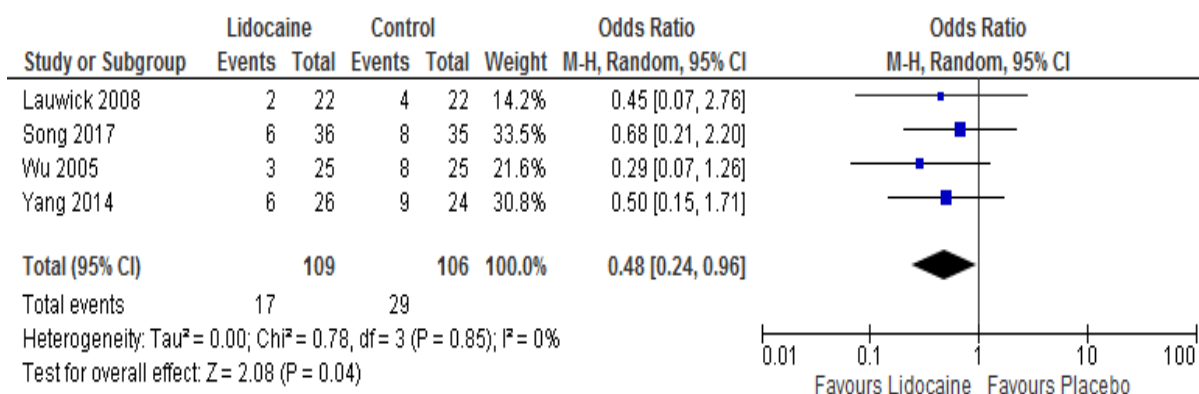 Lidocaine Control Odds Ratio Odds Ratio
Study or Subgroup Events Total Events Total Weight M-H, Random, 95% CI M-H, Random, 95% CI
Lauwick 2008 2 22 4 22 14.2% 0.45 [0.07, 2.76]
Song 2017 6 36 8 35 33.5% 0.68 [0.21, 2.20]
Wu 2005 3 25 8 25 21.6% 0.29 [0.07, 1.26]
Yang 2014 6 26 9 24 30.8% 0.50 [0.15, 1.71]
Total (95% CI) 109 106 100.0% 0.48 [0.24, 0.96]
Total events 17 29
Heterogeneity: Tau² = 0.00; Chi² = 0.78, df = 3 (P = 0.85); I² = 0%
Test for overall effect: Z = 2.08 (P = 0.04)
0.01 0.1 1 10 100
Favours Lidocaine Favours Placebo